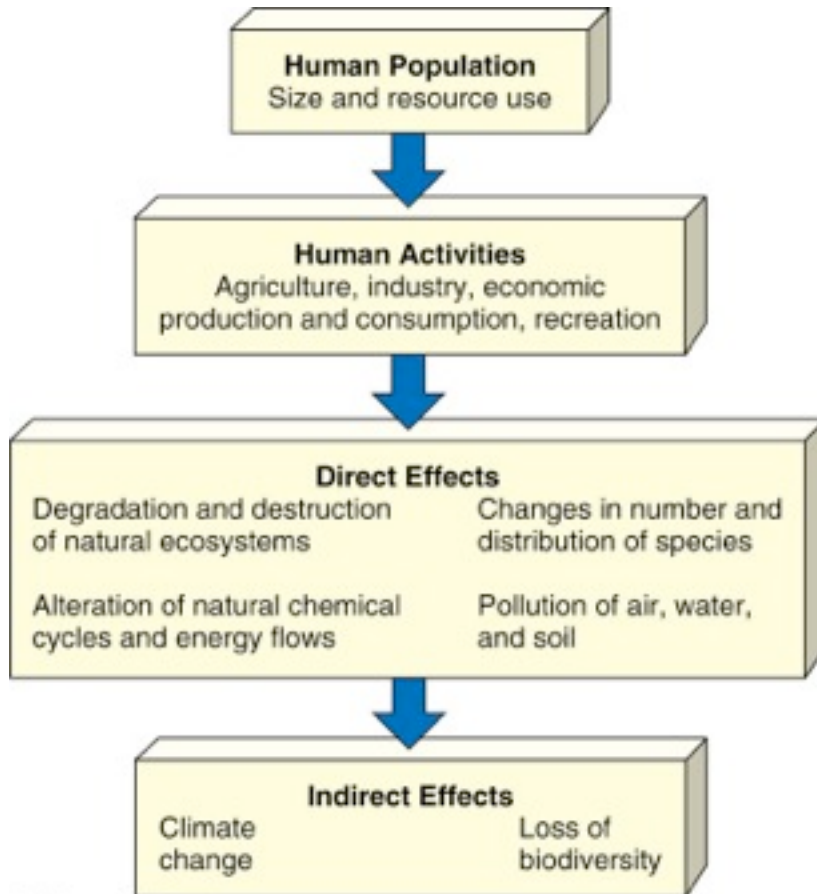 Human Population
Size and resource use
Human Activities
Agriculture, industry, economic
production and consumption, recreation
Direct Effects
Degradation and destruction
of natural ecosystems
Changes in number and
distribution of species
Alteration of natural chemical
cycles and energy flows
Pollution of air, water,
and soil
Indirect Effects
Climate
change
Loss of
biodiversity